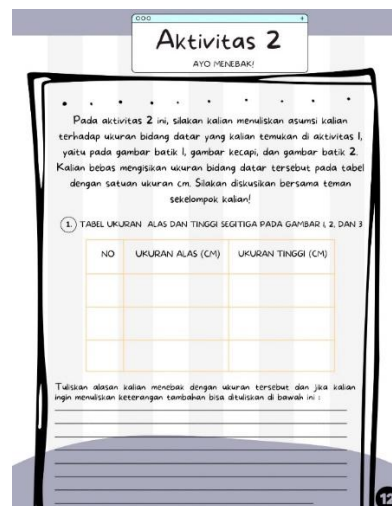 Aktivitas 2
AYO MENEBAK!
Pada aktivitas 2 ini, silakan kalian menuliskan asumsi kalian
terhadap ukuran bidang datar yang kalian temukan di aktivitas 1,
yaitu pada gambar batik 1, gambar kecapi, dan gambar batik 2.
Kalian bebas mengisikan ukuran bidang datar tersebut pada tabel
dengan satuan ukuran cm. Silakan diskusikan bersama teman
sekelompok kalian!
1. TABEL UKURAN ALAS DAN TINGGI SEGITIGA PADA GAMBAR 1, 2, DAN 3
NO UKURAN ALAS (CM) UKURAN TINGGI (CM)
Tuliskan alasan kalian menebak dengan ukuran tersebut dan jika kalian
ingin menuliskan keterangan tambahan bisa dituliskan di bawah ini :
12